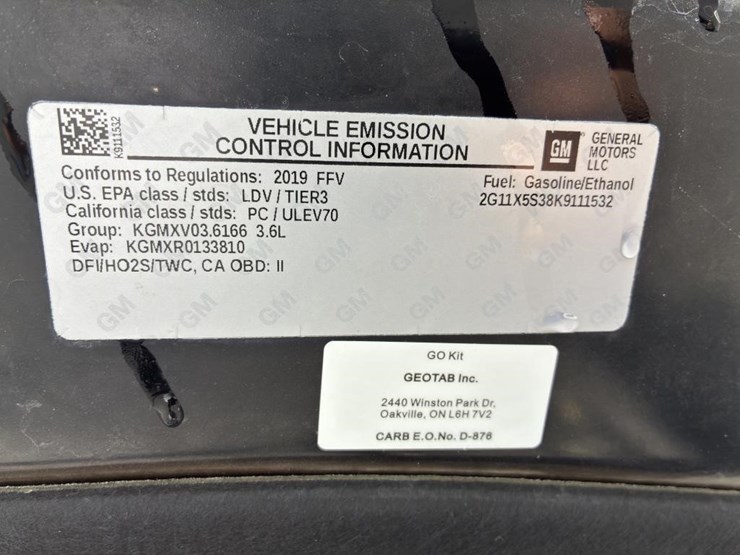 K9111532
VEHICLE EMISSION
CONTROL INFORMATION
GM
GENERAL
MOTORS
LLC
Conforms to Regulations: 2019 FFV
U.S. EPA class / stds: LDV / TIER3
California class / stds: PC / ULEV70
Group: KGMXV03.6166 3.6L
Evap: KGMXR0133810
DFI/HO2S/TWC, CA OBD: II
Fuel: Gasoline/Ethanol
2G11X5S38K9111532
GO Kit
GEOTAB Inc.
2440 Winston Park Dr,
Oakville, ON L6H 7V2
CARB E.O.No. D-876